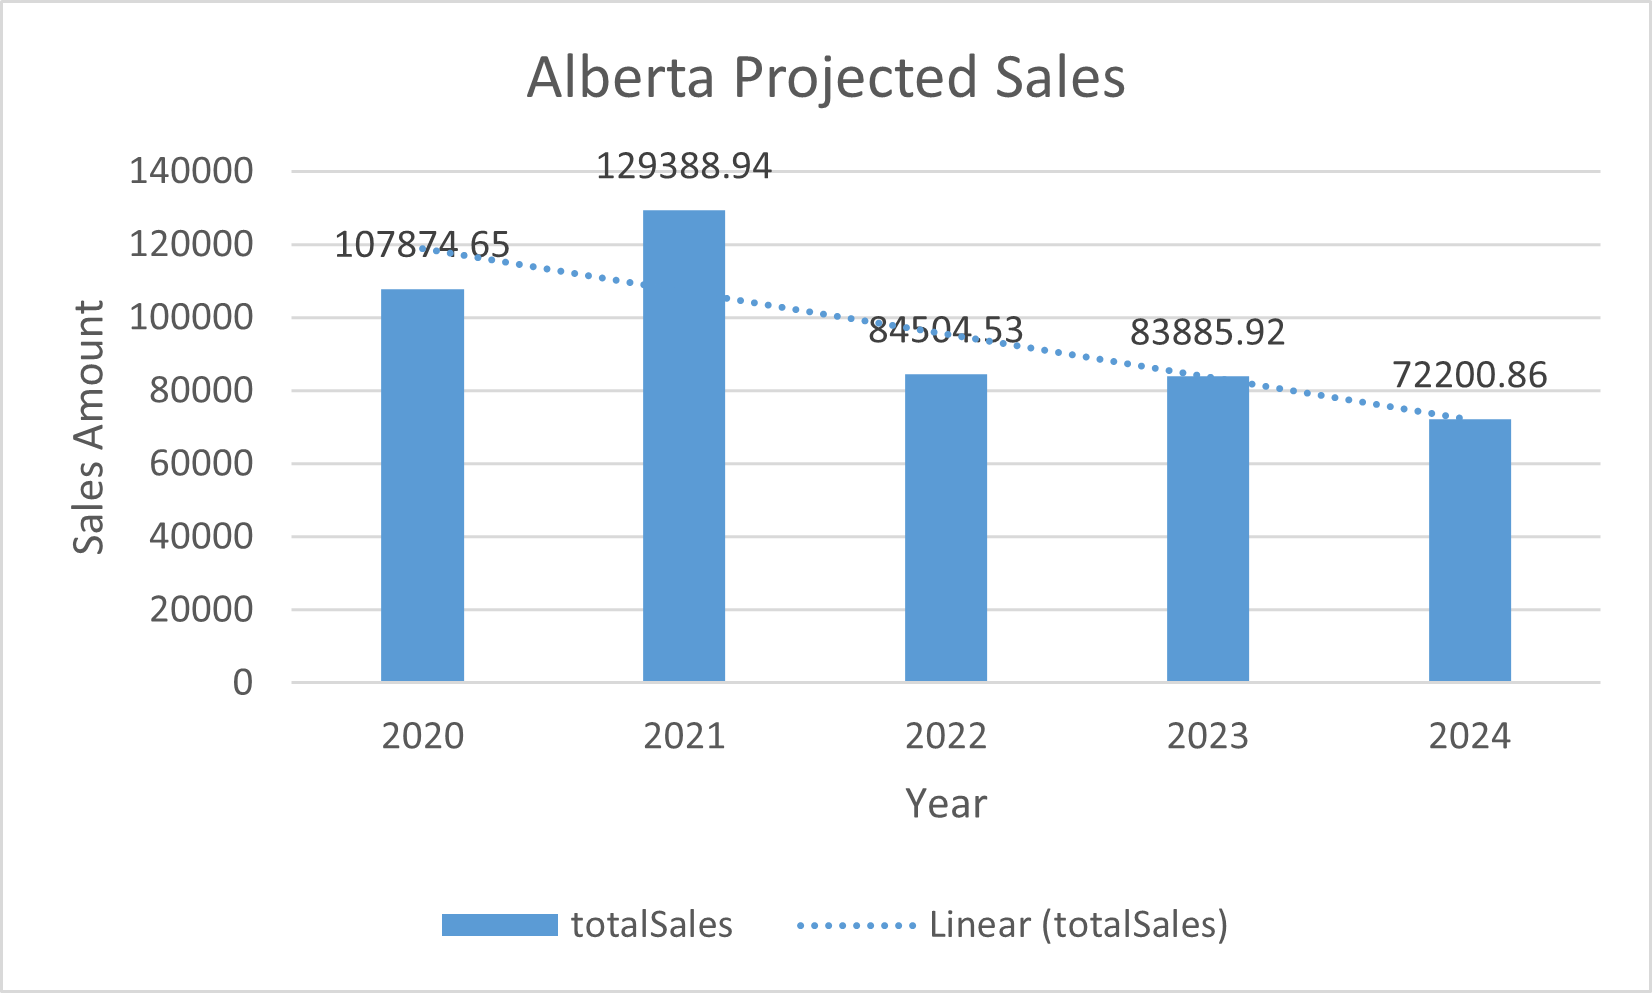 Alberta Projected Sales
140000
120000
100000
80000
60000
40000
20000
0
Sales Amount
107874.65
129388.94
84504.53
83885.92
72200.86
2020 2021 2022 2023 2024
Year
totalSales Linear (totalSales)